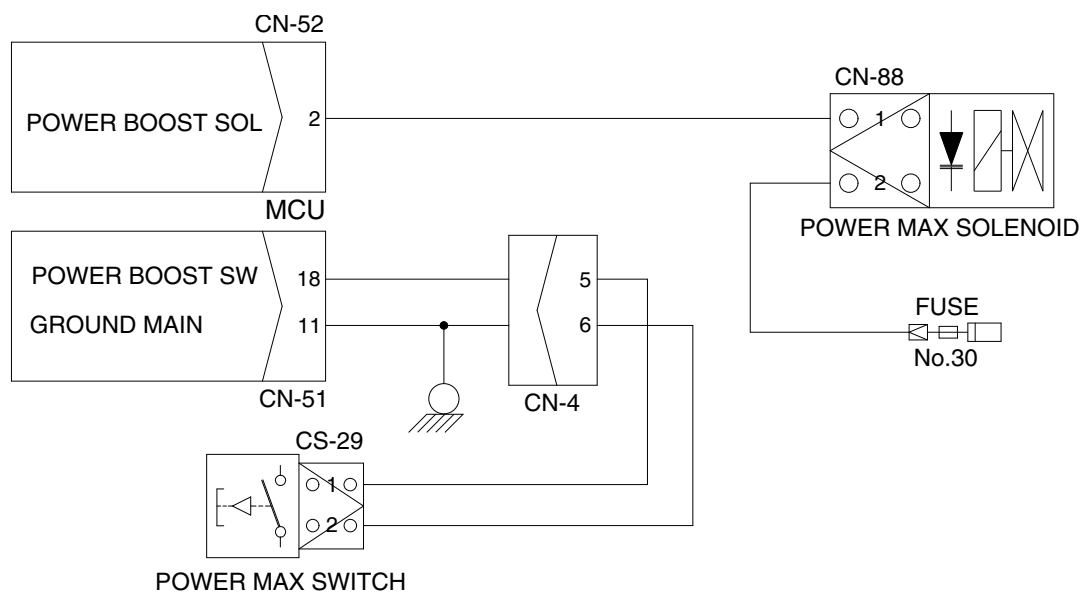 CN-52
CN-88
POWER BOOST SOL
2
1
2
MCU
POWER MAX SOLENOID
POWER BOOST SW
18
5
GROUND MAIN
11
6
FUSE
No.30
CN-51
CN-4
CS-29
1
2
POWER MAX SWITCH